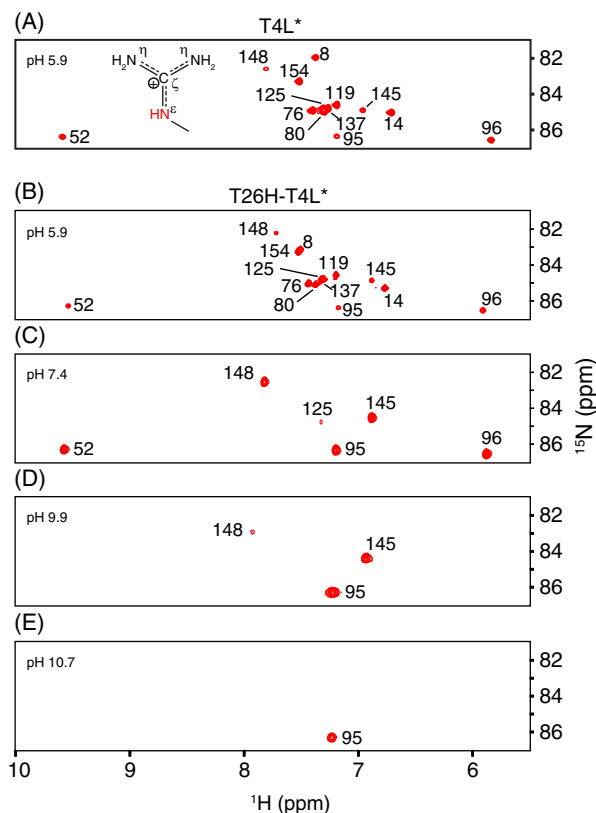 (A) T4L*
pH 5.9
η η
H2N NH2
⊕ C ζ
HN ε
148 8
154
125 119 145
76 137 14
80 95
52 96
82
84
86
(B) T26H-T4L*
pH 5.9
148
154 8
125 119 145
76 137 14
80 95
52 96
82
84
86
(C)
pH 7.4
148
125 145
52 95 96
82
84
86
15N (ppm)
(D)
pH 9.9
148 145
95
82
84
86
(E)
pH 10.7
95
82
84
86
10 9 8 7 6
1H (ppm)